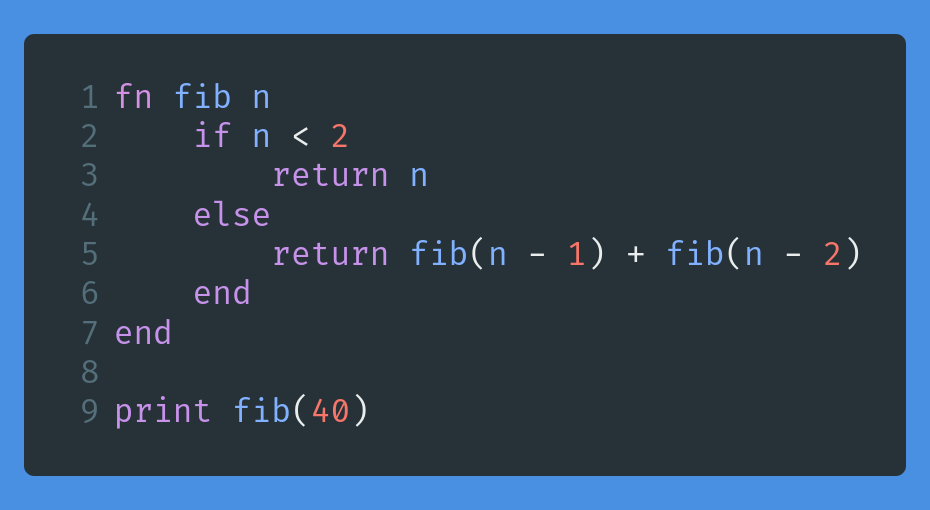 1 fn fib n
2     if n < 2
3         return n
4     else
5         return fib(n - 1) + fib(n - 2)
6     end
7 end
8
9 print fib(40)